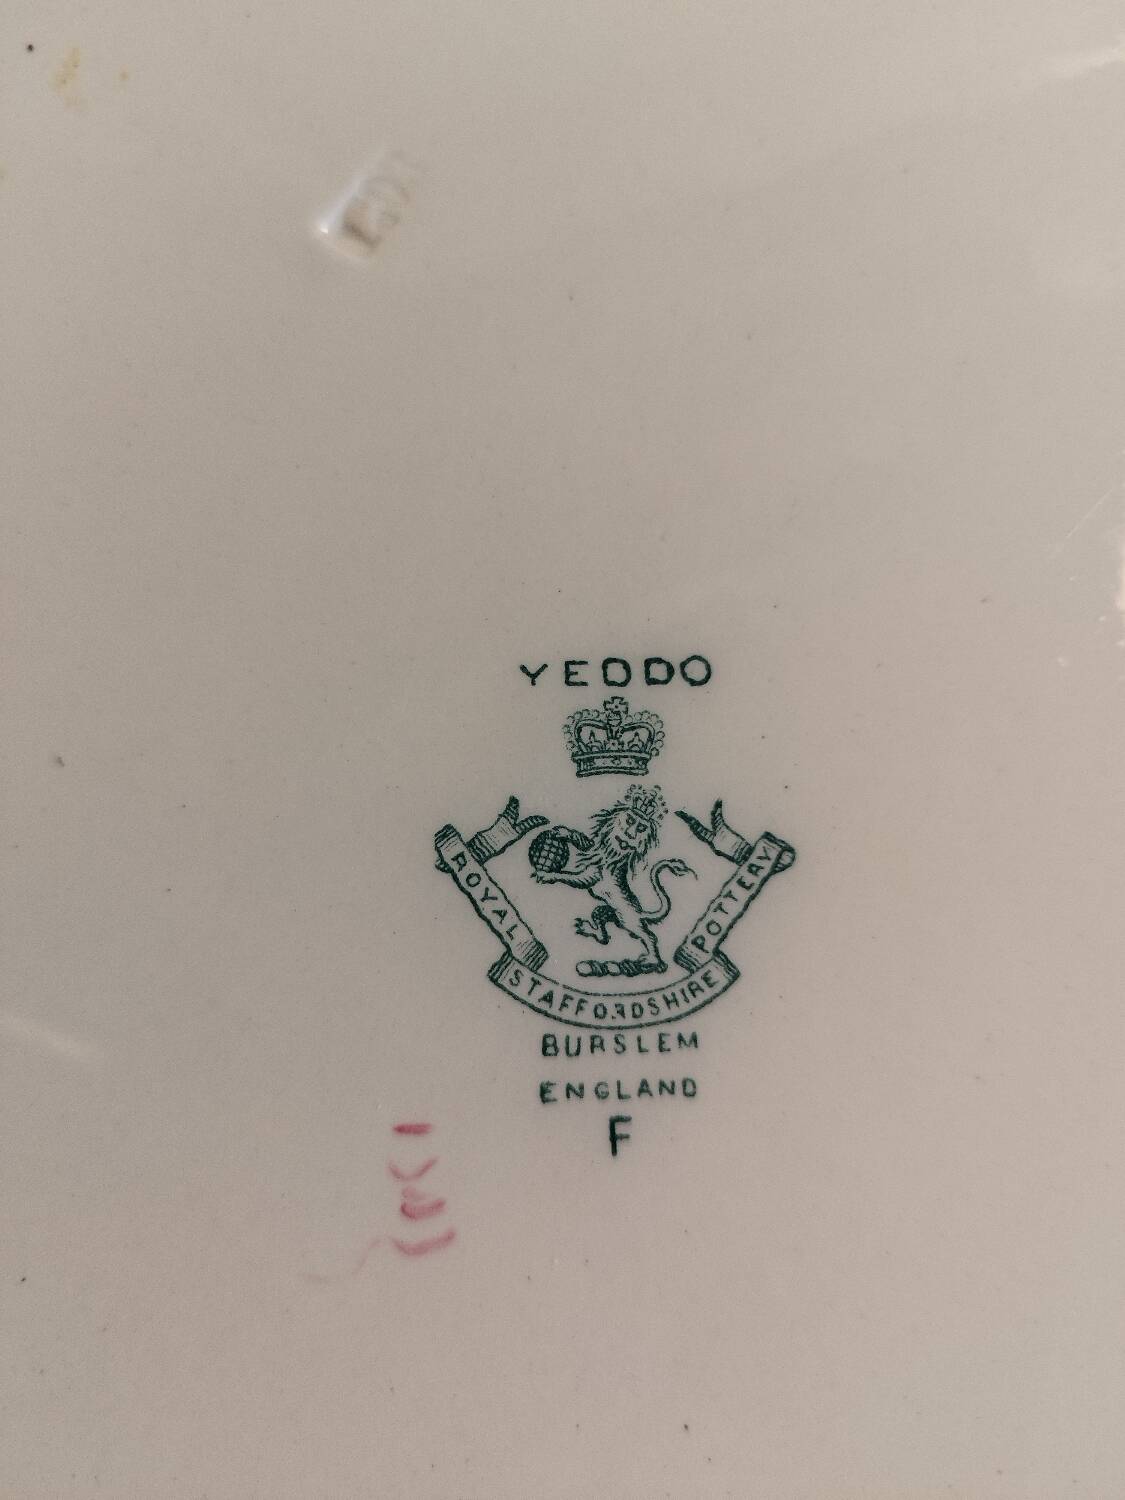 YEDDO
ROYAL STAFFORDSHIRE POTTERY
BURSLEM
ENGLAND
F